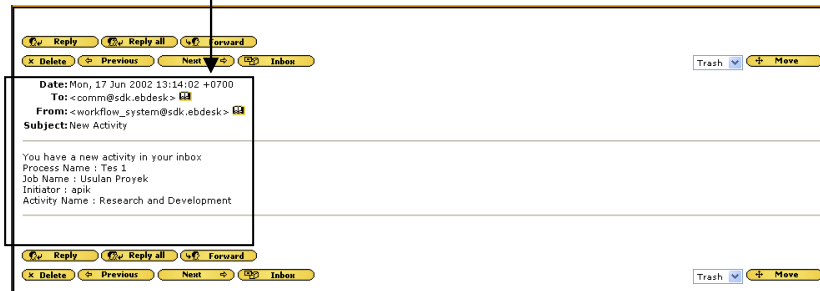 Reply Reply all Forward
Delete Previous Next Inbox Trash Move
Date: Mon, 17 Jun 2002 13:14:02 +0700
To: <comm@sdk.ebdesk>
From: <workflow_system@sdk.ebdesk>
Subject: New Activity
You have a new activity in your inbox
Process Name : Tes 1
Job Name : Usulan Proyek
Initiator : apik
Activity Name : Research and Development
Reply Reply all Forward
Delete Previous Next Inbox Trash Move